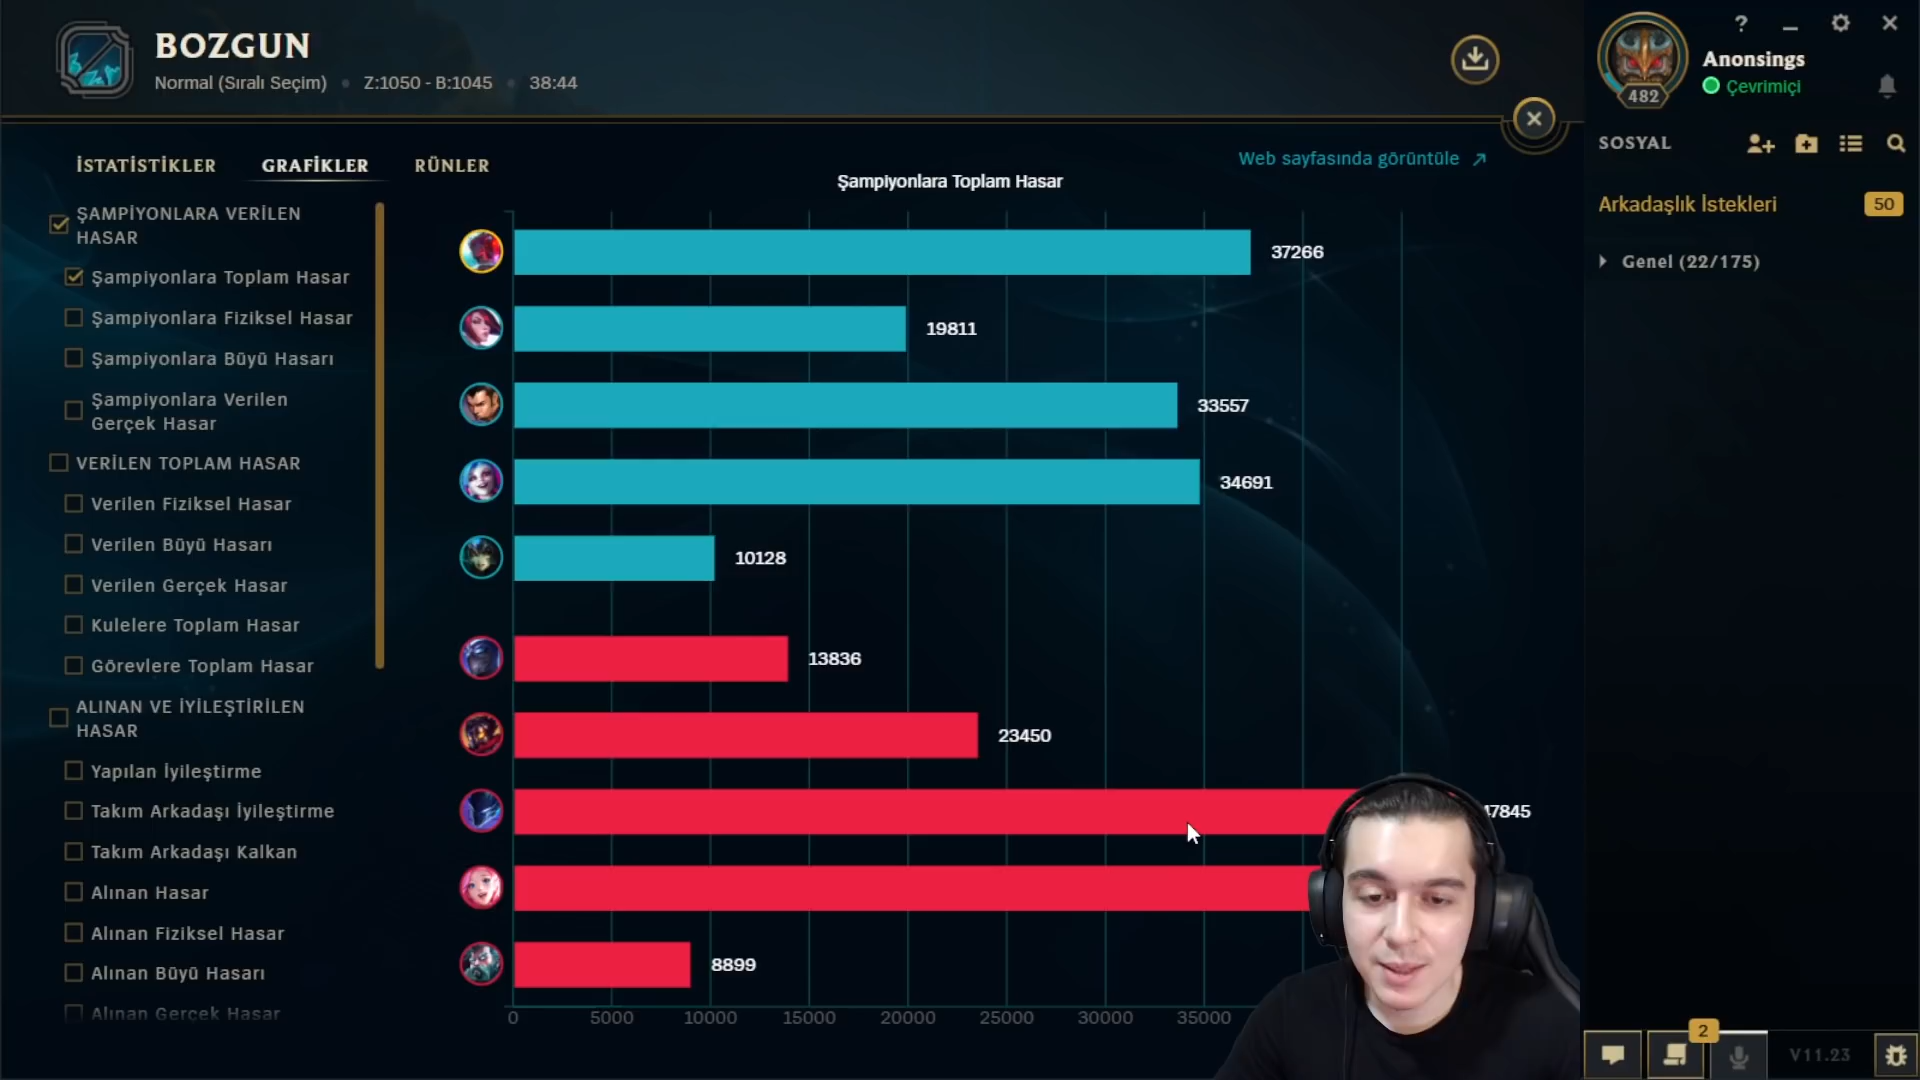 BOZGUN
Normal (Sıralı Seçim) • Z:1050 - B:1045 • 38:44
İSTATİSTİKLER GRAFİKLER RÜNLER
Web sayfasında görüntüle
Şampiyonlara Toplam Hasar
ŞAMPİYONLARA VERİLEN
HASAR
Şampiyonlara Toplam Hasar
Şampiyonlara Fiziksel Hasar
Şampiyonlara Büyü Hasarı
Şampiyonlara Verilen
Gerçek Hasar
VERİLEN TOPLAM HASAR
Verilen Fiziksel Hasar
Verilen Büyü Hasarı
Verilen Gerçek Hasar
Kulelere Toplam Hasar
Görevlere Toplam Hasar
ALINAN VE İYİLEŞTİRİLEN
HASAR
Yapılan İyileştirme
Takım Arkadaşı İyileştirme
Takım Arkadaşı Kalkan
Alınan Hasar
Alınan Fiziksel Hasar
Alınan Büyü Hasarı
Alınan Gerçek Hasar
37266
19811
33557
34691
10128
13836
23450
47845
8899
0 5000 10000 15000 20000 25000 30000 35000
?
Anonsings
Çevrimiçi
482
SOSYAL
Arkadaşlık İstekleri 50
Genel (22/175)
2
V11.23